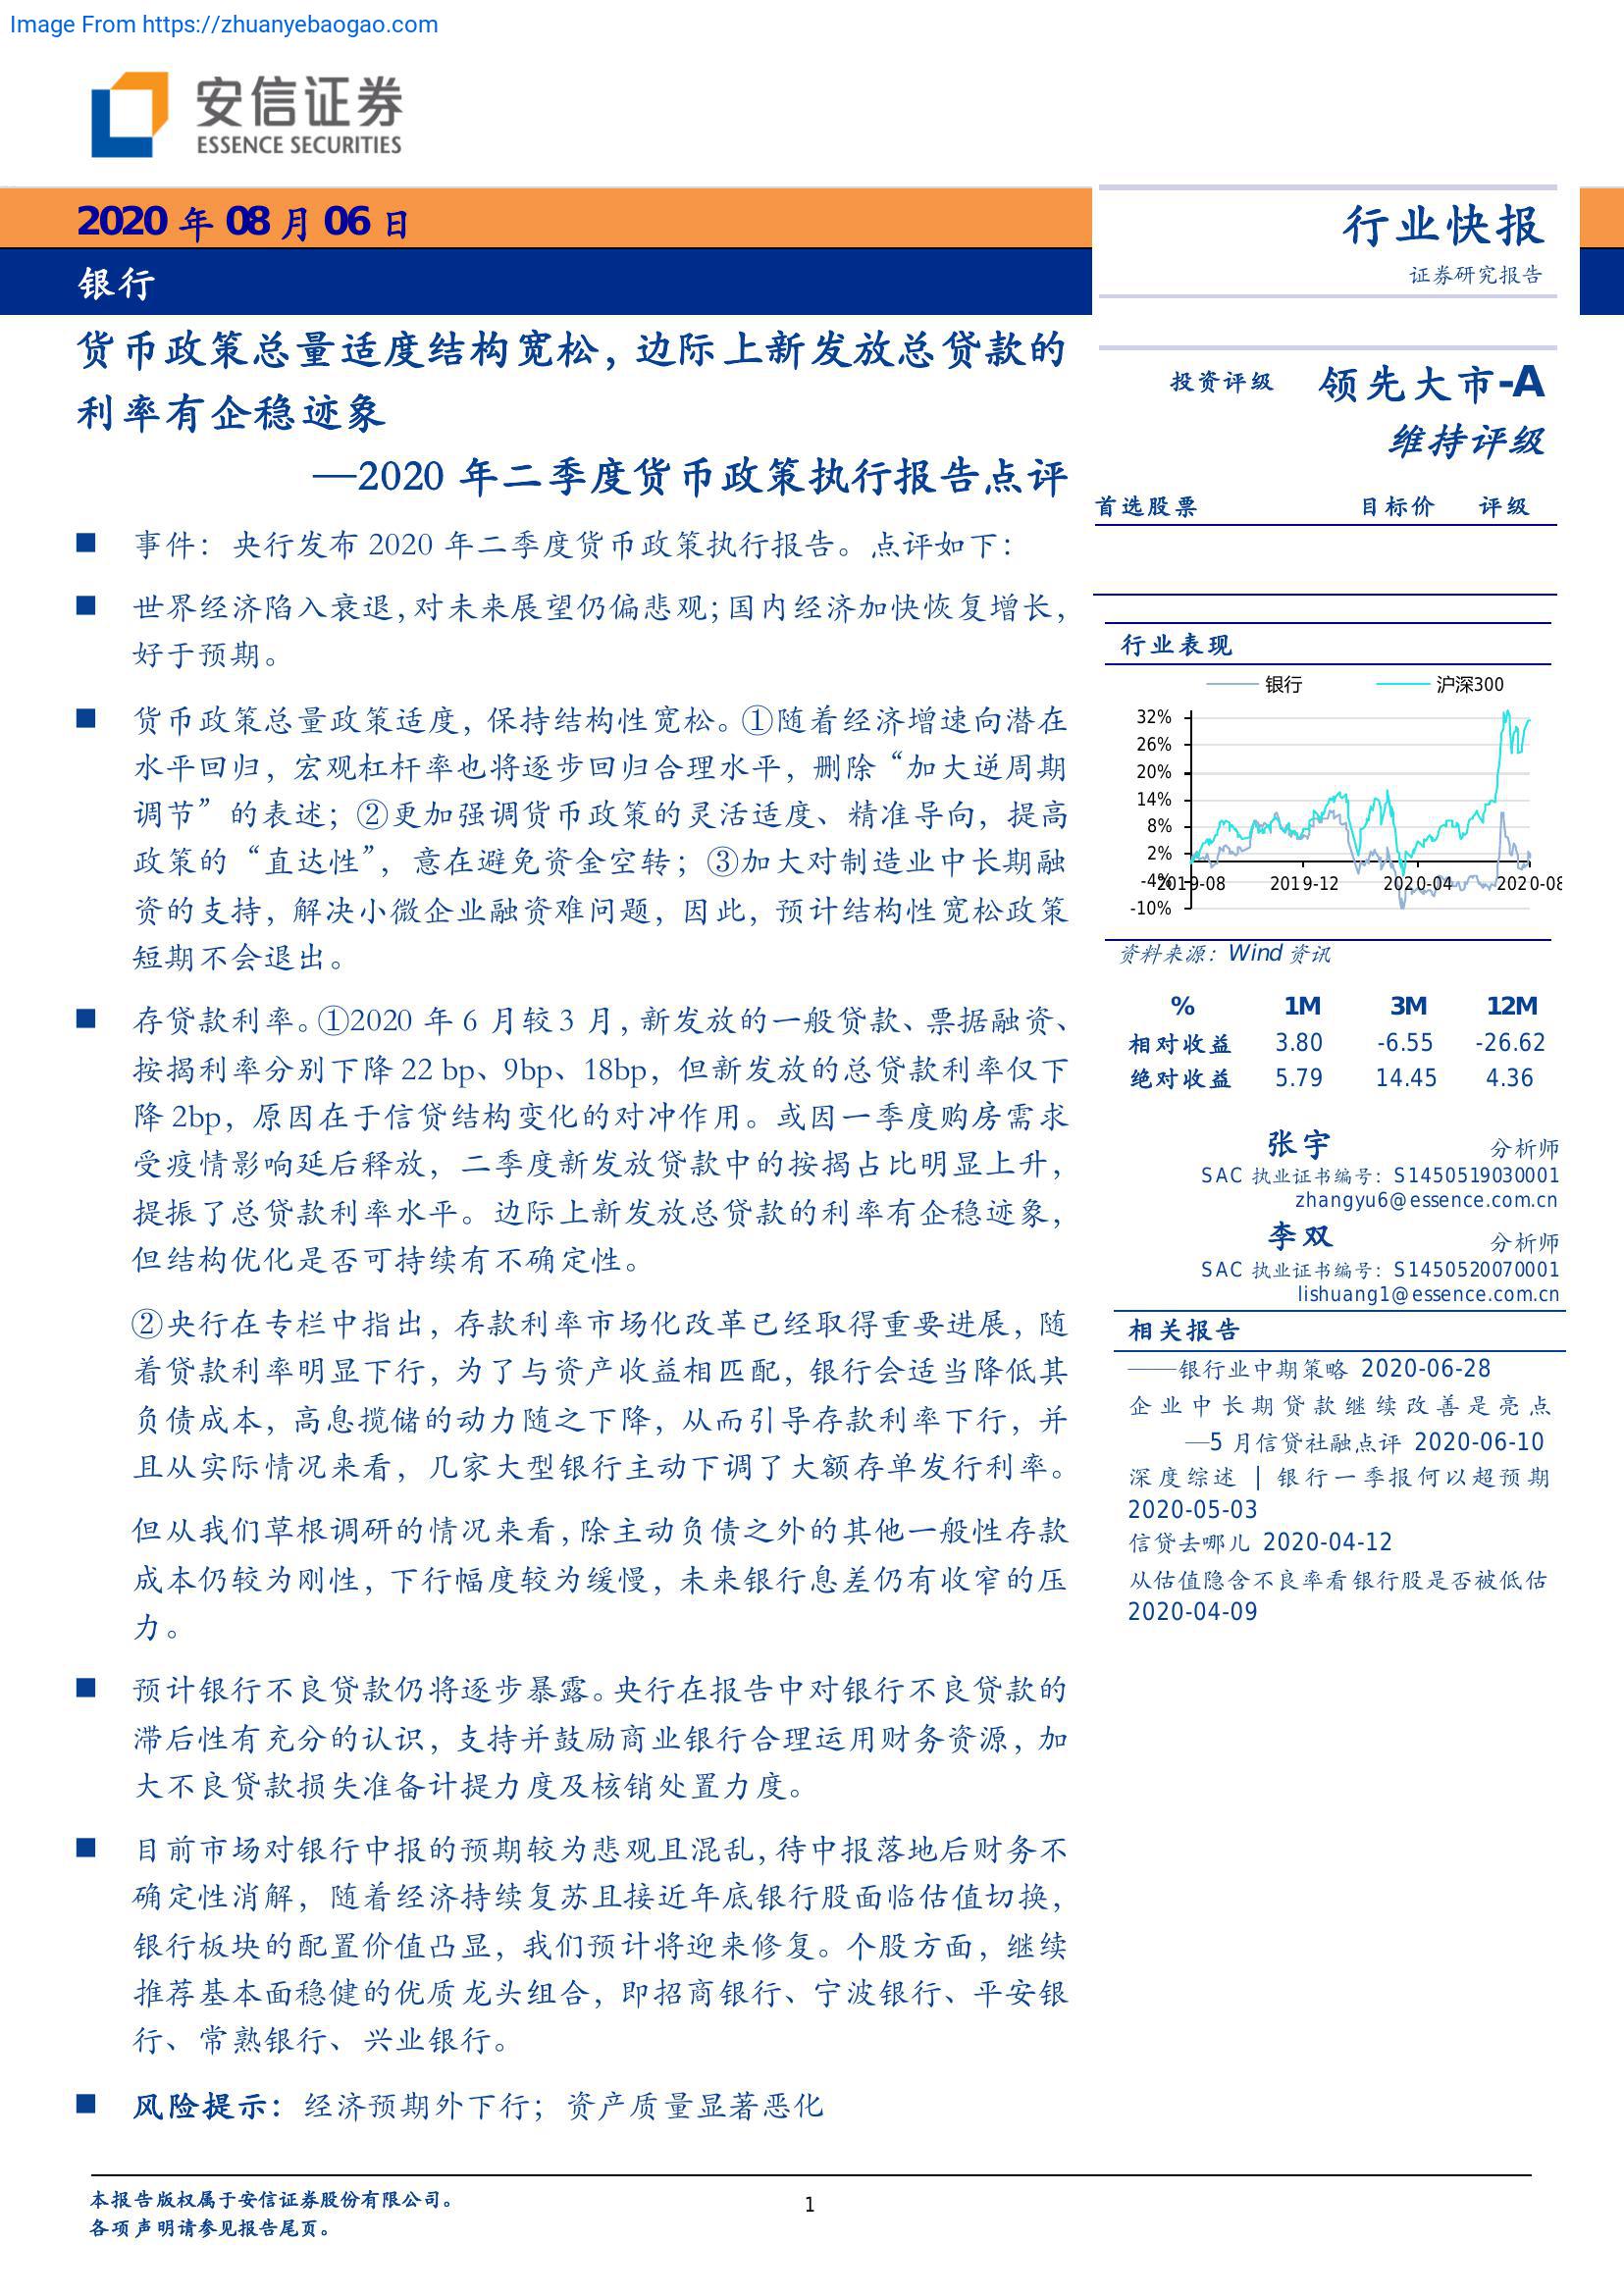 Image From https://zhuanyebaogao.com
安信证券
ESSENCE SECURITIES
2020 年 08 月 06 日
银行
货币政策总量适度结构宽松，边际上新发放总贷款的
利率有企稳迹象
—2020 年二季度货币政策执行报告点评
■ 事件：央行发布 2020 年二季度货币政策执行报告。点评如下：
■ 世界经济陷入衰退，对未来展望仍偏悲观；国内经济加快恢复增长，
好于预期。
■ 货币政策总量政策适度，保持结构性宽松。①随着经济增速向潜在
水平回归，宏观杠杆率也将逐步回归合理水平，删除“加大逆周期
调节”的表述；②更加强调货币政策的灵活适度、精准导向，提高
政策的“直达性”，意在避免资金空转；③加大对制造业中长期融
资的支持，解决小微企业融资难问题，因此，预计结构性宽松政策
短期不会退出。
■ 存贷款利率。①2020 年 6 月较 3 月，新发放的一般贷款、票据融资、
按揭利率分别下降 22 bp、9bp、18bp，但新发放的总贷款利率仅下
降 2bp，原因在于信贷结构变化的对冲作用。或因一季度购房需求
受疫情影响延后释放，二季度新发放贷款中的按揭占比明显上升，
提振了总贷款利率水平。边际上新发放总贷款的利率有企稳迹象，
但结构优化是否可持续有不确定性。
②央行在专栏中指出，存款利率市场化改革已经取得重要进展，随
着贷款利率明显下行，为了与资产收益相匹配，银行会适当降低其
负债成本，高息揽储的动力随之下降，从而引导存款利率下行，并
且从实际情况来看，几家大型银行主动下调了大额存单发行利率。
但从我们草根调研的情况来看，除主动负债之外的其他一般性存款
成本仍较为刚性，下行幅度较为缓慢，未来银行息差仍有收窄的压
力。
■ 预计银行不良贷款仍将逐步暴露。央行在报告中对银行不良贷款的
滞后性有充分的认识，支持并鼓励商业银行合理运用财务资源，加
大不良贷款损失准备计提力度及核销处置力度。
■ 目前市场对银行中报的预期较为悲观且混乱，待中报落地后财务不
确定性消解，随着经济持续复苏且接近年底银行股面临估值切换，
银行板块的配置价值凸显，我们预计将迎来修复。个股方面，继续
推荐基本面稳健的优质龙头组合，即招商银行、宁波银行、平安银
行、常熟银行、兴业银行。
■ 风险提示：经济预期外下行；资产质量显著恶化
行业快报
证券研究报告
投资评级 领先大市-A
维持评级
首选股票 目标价 评级
行业表现
银行 沪深300
32%
26%
20%
14%
8%
2%
-4%
-10%
2019-08 2019-12 2020-04 2020-08
资料来源：Wind 资讯
% 1M 3M 12M
相对收益 3.80 -6.55 -26.62
绝对收益 5.79 14.45 4.36
张宇 分析师
SAC 执业证书编号：S1450519030001
zhangyu6@essence.com.cn
李双 分析师
SAC 执业证书编号：S1450520070001
lishuang1@essence.com.cn
相关报告
——银行业中期策略 2020-06-28
企业中长期贷款继续改善是亮点
—5 月信贷社融点评 2020-06-10
深度综述 | 银行一季报何以超预期
2020-05-03
信贷去哪儿 2020-04-12
从估值隐含不良率看银行股是否被低估
2020-04-09
本报告版权属于安信证券股份有限公司。
各项声明请参见报告尾页。
1